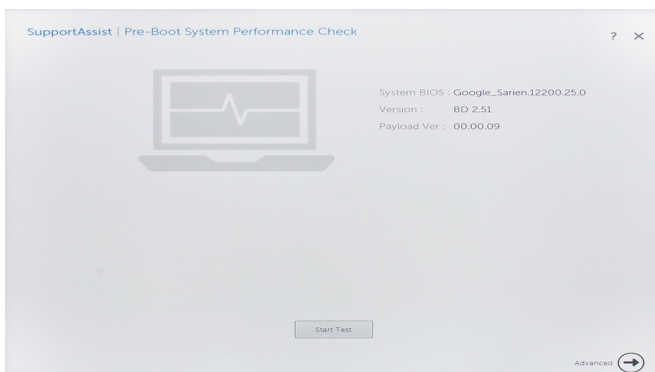 SupportAssist | Pre-Boot System Performance Check
? ✕
System BIOS : Google_Sarien.12200.25.0
Version : BD 2.51
Payload Ver : 00.00.09
Start Test
Advanced